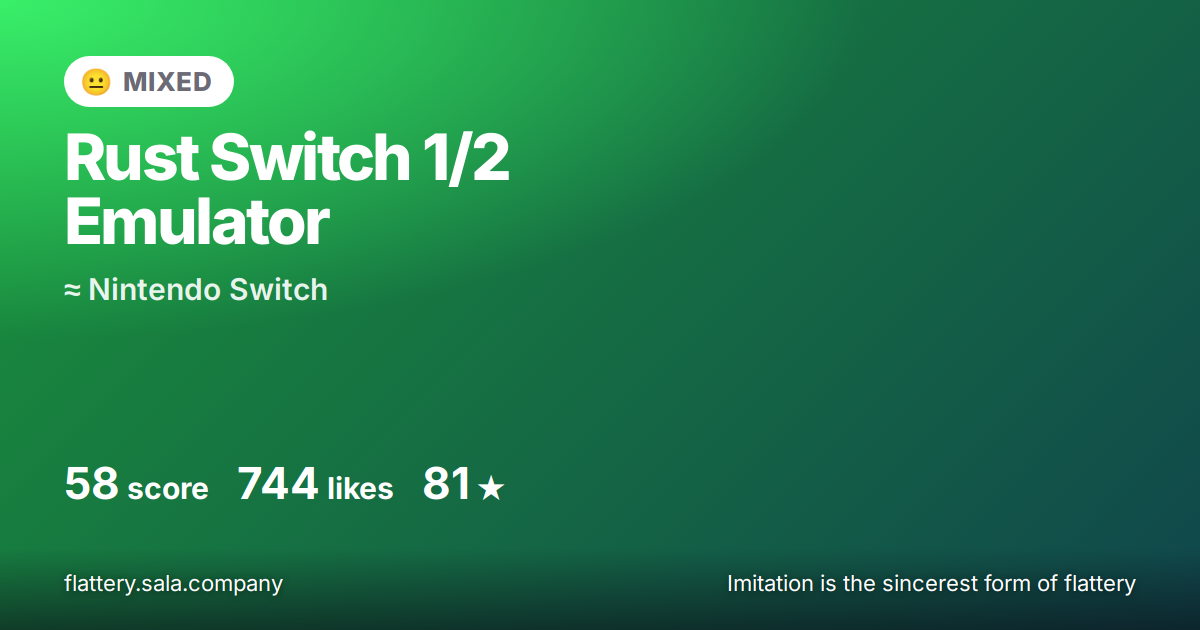 😐 MIXED
Rust Switch 1/2
Emulator
≈ Nintendo Switch
58 score 744 likes 81 ★
flattery.sala.company
Imitation is the sincerest form of flattery